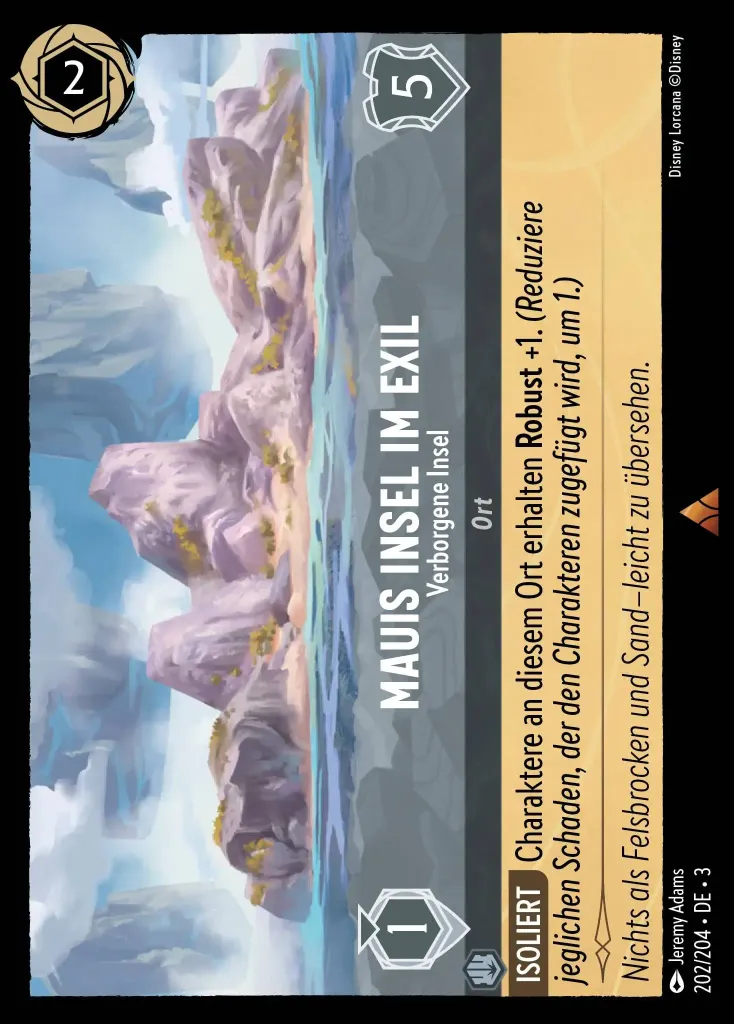 2
5
MAUIS INSEL IM EXIL
Verborgene Insel
1
Ort
ISOLIERT Charaktere an diesem Ort erhalten Robust +1. (Reduziere
jeglichen Schaden, der den Charakteren zugefügt wird, um 1.)
Nichts als Felsbrocken und Sand–leicht zu übersehen.
Jeremy Adams
202/204 • DE • 3
Disney Lorcana ©Disney